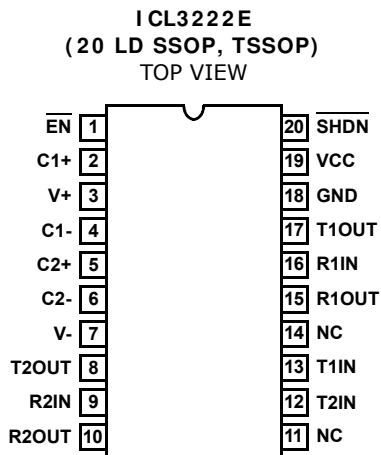 ICL3222E
(20 LD SSOP, TSSOP)
TOP VIEW
EN 1 20 SHDN
C1+ 2 19 VCC
V+ 3 18 GND
C1- 4 17 T1OUT
C2+ 5 16 R1IN
C2- 6 15 R1OUT
V- 7 14 NC
T2OUT 8 13 T1IN
R2IN 9 12 T2IN
R2OUT 10 11 NC